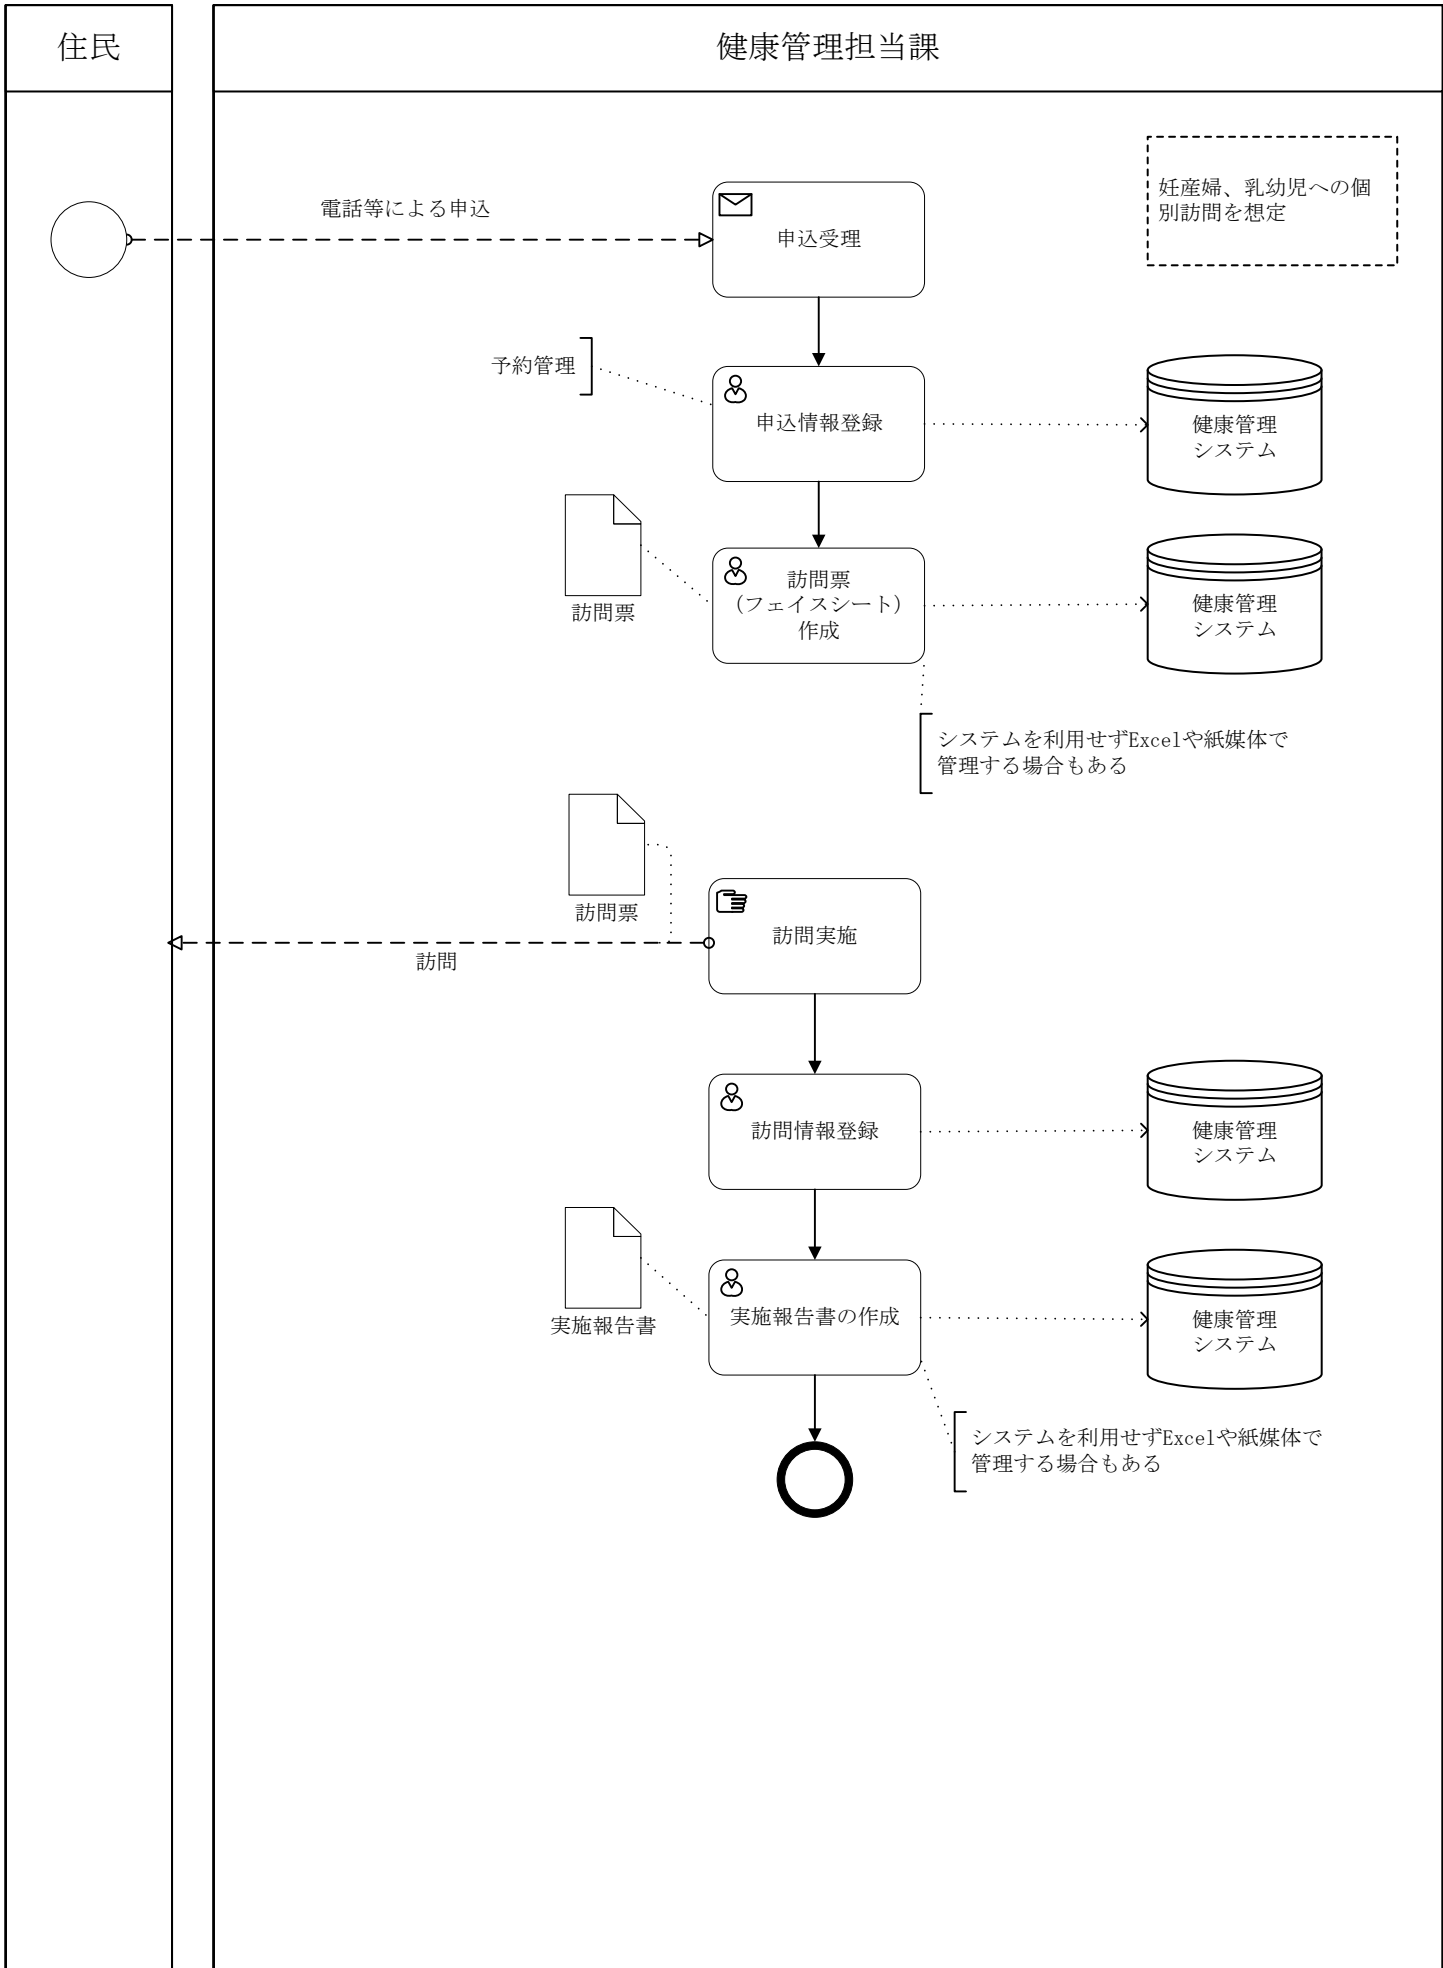 住民
健康管理担当課
妊産婦、乳幼児への個
別訪問を想定
電話等による申込
申込受理
予約管理
申込情報登録
健康管理
システム
訪問票
訪問票
（フェイスシート）
作成
健康管理
システム
システムを利用せずExcelや紙媒体で
管理する場合もある
訪問票
訪問実施
訪問
訪問情報登録
健康管理
システム
実施報告書
実施報告書の作成
健康管理
システム
システムを利用せずExcelや紙媒体で
管理する場合もある